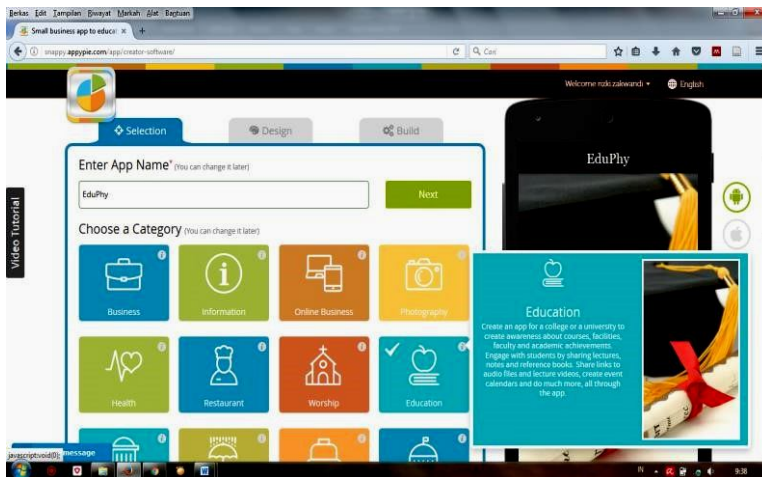 Berkas Edit Tampilan Riwayat Markah Alat Bantuan
Small business app to educat
snappy.appypie.com/app/creator-software/
Cari
Welcome rizki zakwandi
English
Selection
Design
Build
Enter App Name* (You can change it later)
EduPhy
Next
Choose a Category (You can change it later)
Business
Information
Online Business
Photography
Health
Restaurant
Worship
Education
Video Tutorial
EduPhy
Education
Create an app for a college or a university to
create awareness about courses, facilities,
faculty and academic achievements.
Engage with students by sharing lectures,
notes and reference books. Share links to
audio files and lecture videos, create event
calendars and do much more, all through
the app.
javascript:void(0);
message
IN
9:38